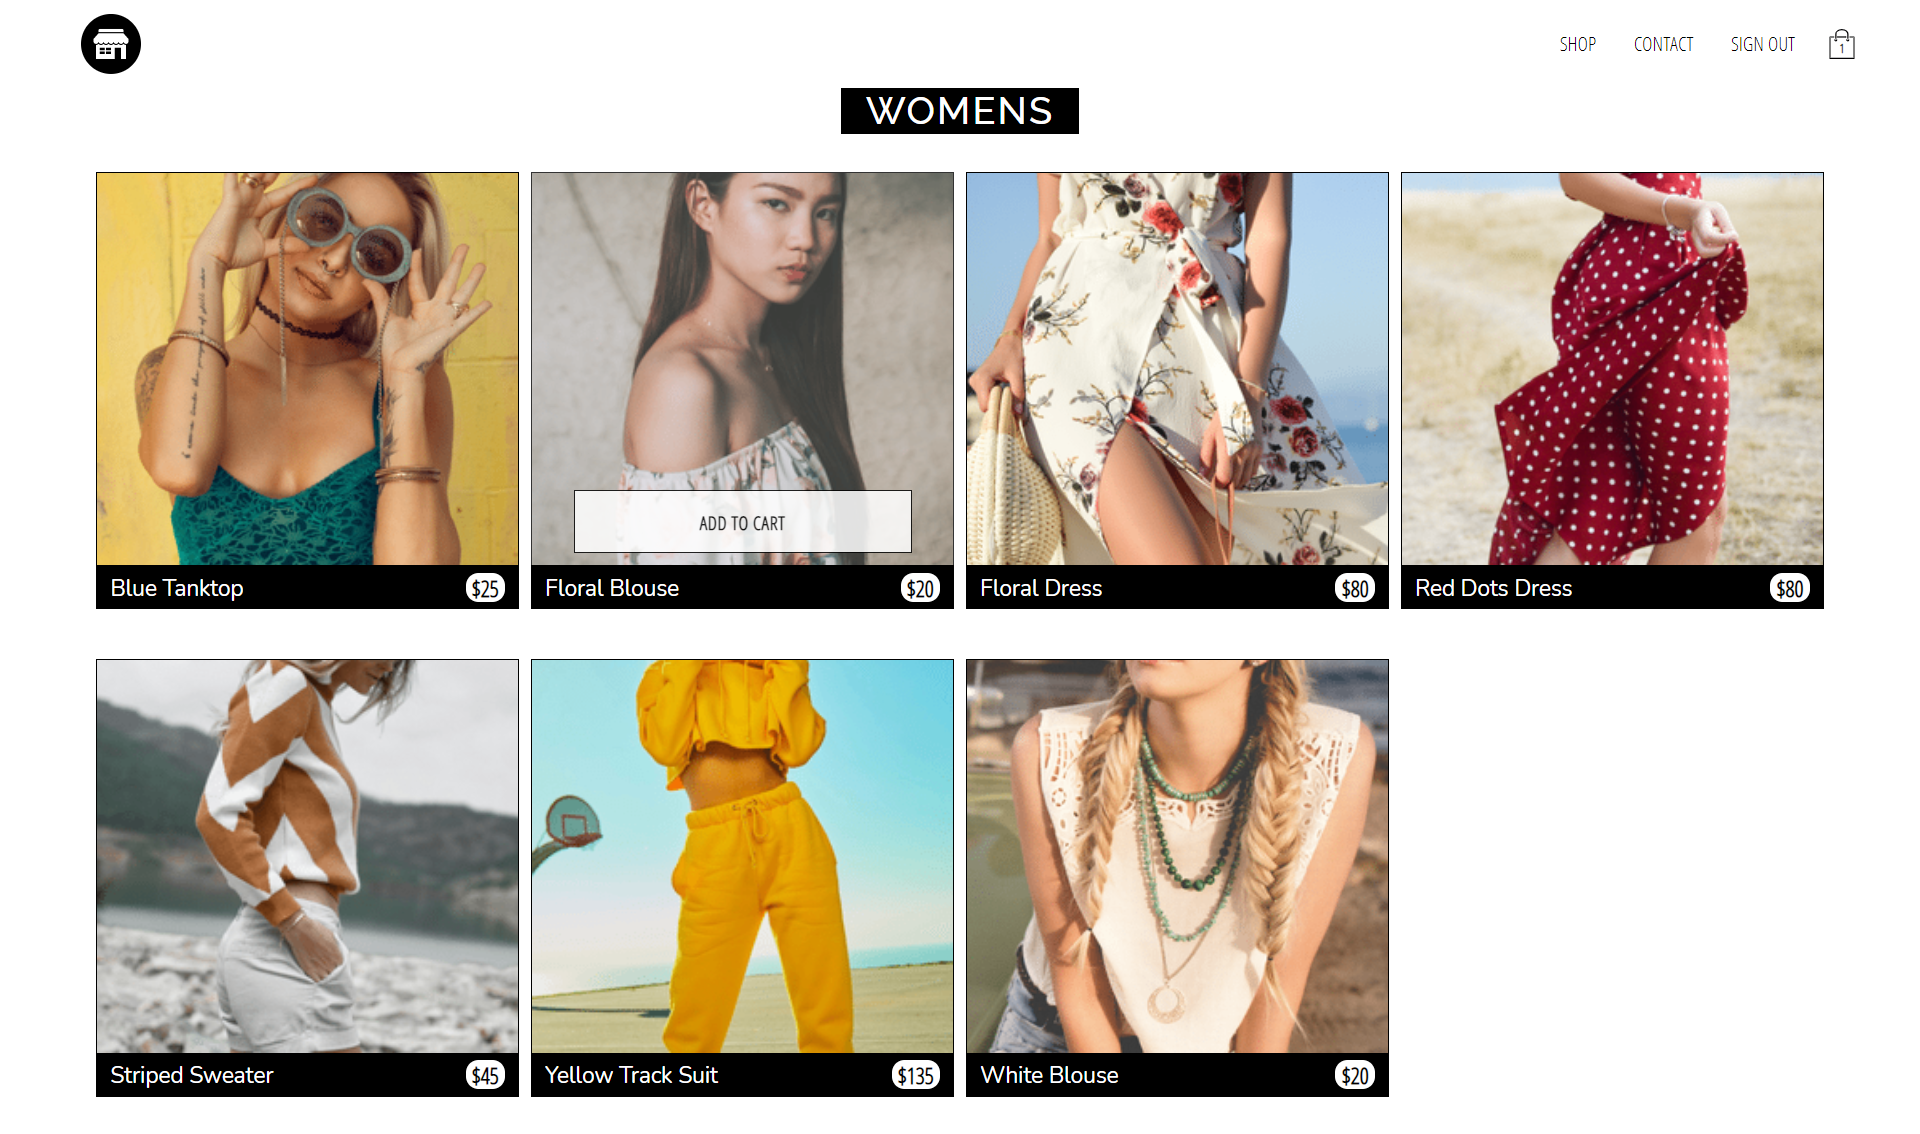 SHOP CONTACT SIGN OUT 1
WOMENS
ADD TO CART
Blue Tanktop $25 Floral Blouse $20 Floral Dress $80 Red Dots Dress $80
Striped Sweater $45 Yellow Track Suit $135 White Blouse $20